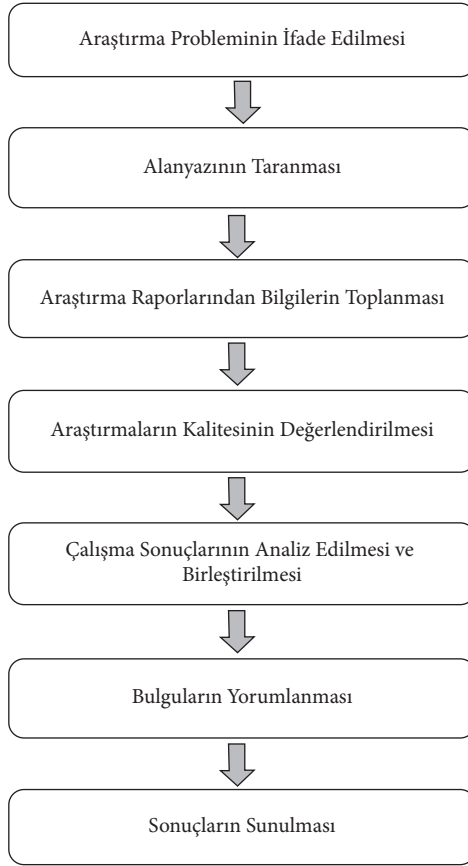 Araştırma Probleminin İfade Edilmesi
Alanyazının Taranması
Araştırma Raporlarından Bilgilerin Toplanması
Araştırmaların Kalitesinin Değerlendirilmesi
Çalışma Sonuçlarının Analiz Edilmesi ve
Birleştirilmesi
Bulguların Yorumlanması
Sonuçların Sunulması